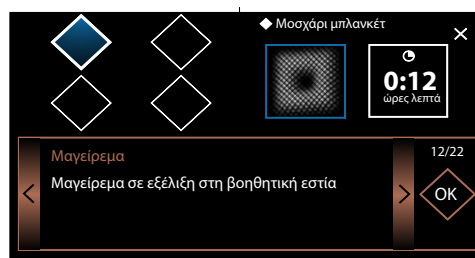 Μοσχάρι μπλανκέτ
0:12
ώρες λεπτά
Μαγείρεμα
12/22
Μαγείρεμα σε εξέλιξη στη βοηθητική εστία
OK